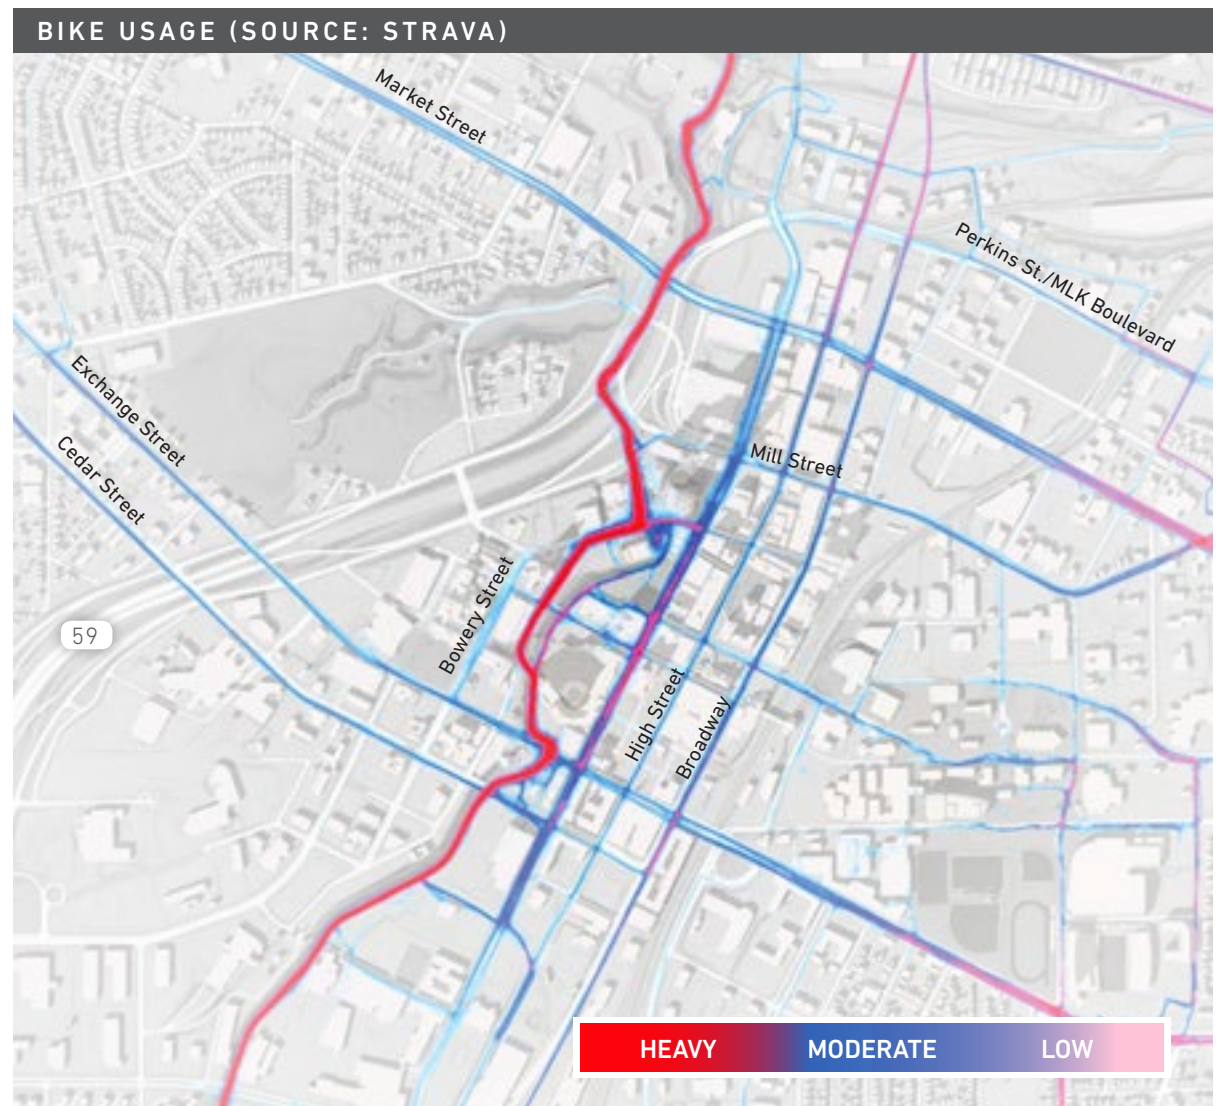 BIKE USAGE (SOURCE: STRAVA)
Market Street
Perkins St./MLK Boulevard
Exchange Street
Cedar Street
Mill Street
Bowery Street
59
High Street
Broadway
HEAVY MODERATE LOW